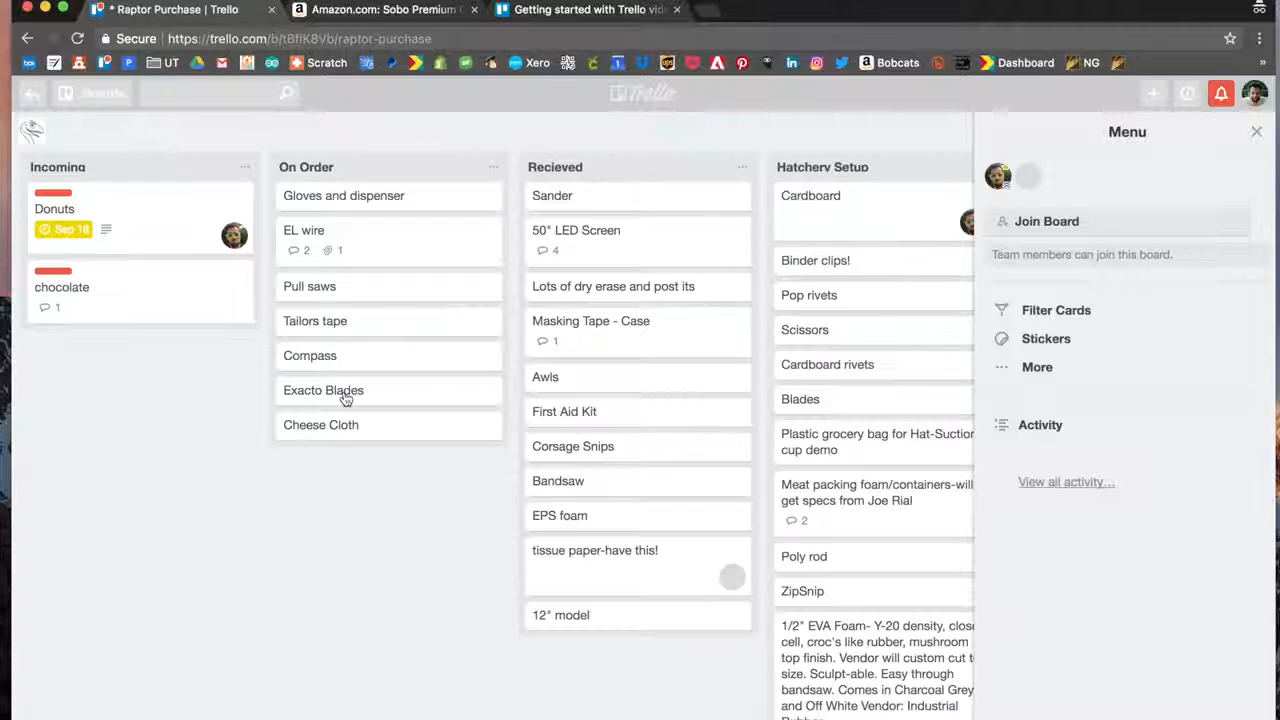 * Raptor Purchase | Trello
Amazon.com: Sobo Premium C
Getting started with Trello vide
Secure
https://trello.com/b/tBfIK8Vb/raptor-purchase
UT
Scratch
Xero
Bobcats
Dashboard
NG
Boards
Trello
Incoming
Donuts
Sep 18
chocolate
1
On Order
Gloves and dispenser
EL wire
2 1
Pull saws
Tailors tape
Compass
Exacto Blades
Cheese Cloth
Recieved
Sander
50" LED Screen
4
Lots of dry erase and post its
Masking Tape - Case
1
Awls
First Aid Kit
Corsage Snips
Bandsaw
EPS foam
tissue paper-have this!
12" model
Hatchery Setup
Cardboard
Binder clips!
Pop rivets
Scissors
Cardboard rivets
Blades
Plastic grocery bag for Hat-Suction
cup demo
Meat packing foam/containers-will
get specs from Joe Rial
2
Poly rod
ZipSnip
1/2" EVA Foam- Y-20 density, close
cell, croc's like rubber, mushroom
top finish. Vendor will custom cut t
size. Sculpt-able. Easy through
bandsaw. Comes in Charcoal Grey
and Off White Vendor: Industrial
Menu
Join Board
Team members can join this board.
Filter Cards
Stickers
More
Activity
View all activity…